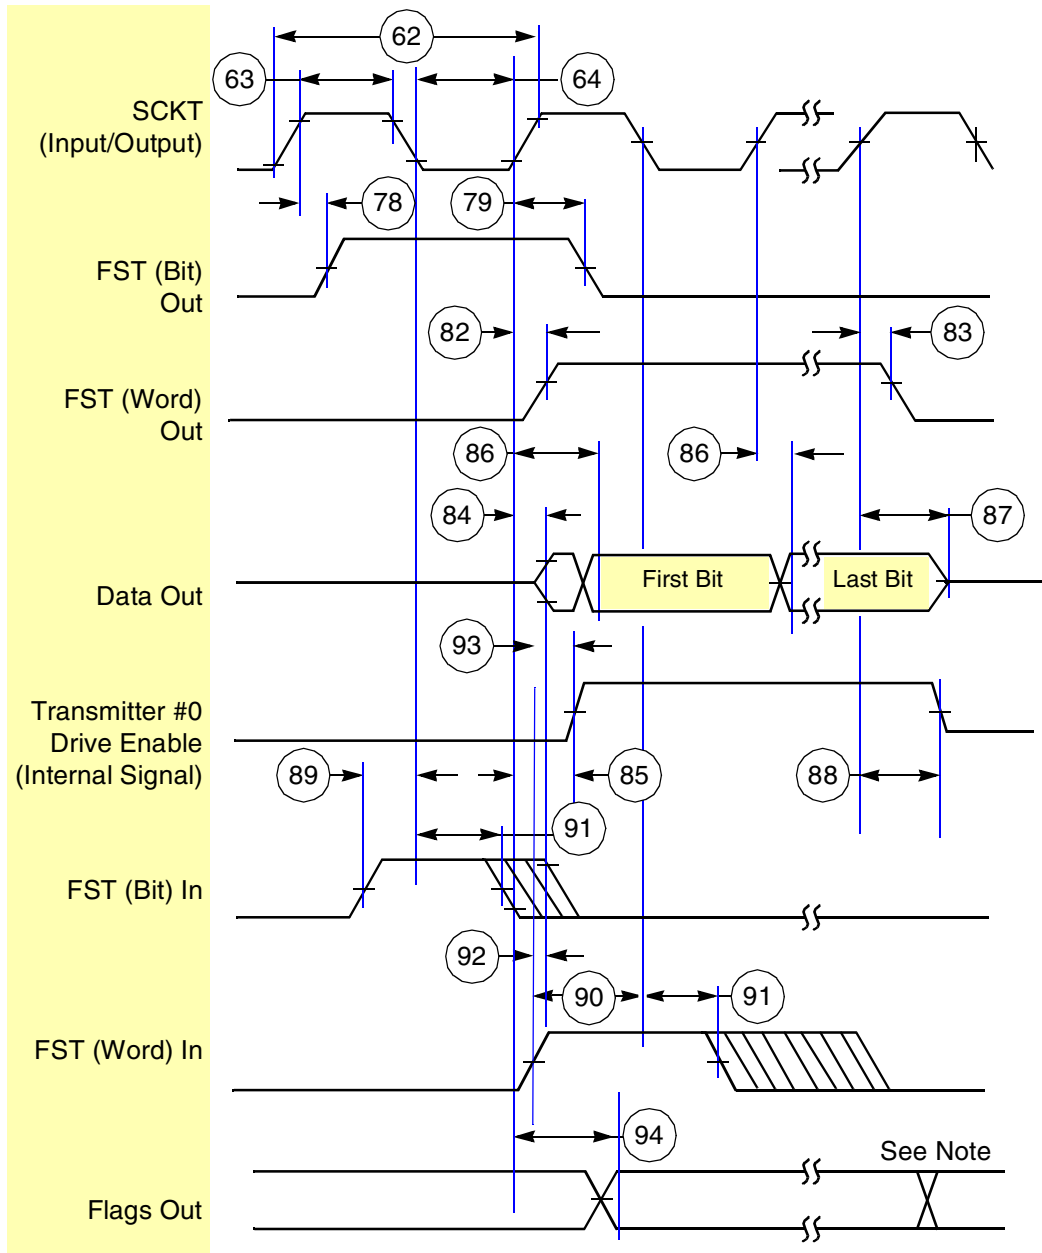 62
63
64
SCKT
(Input/Output)
78
79
FST (Bit)
Out
82
83
FST (Word)
Out
86
86
84
87
First Bit
Last Bit
Data Out
93
Transmitter #0
Drive Enable
(Internal Signal)
89
85
88
91
FST (Bit) In
92
90
91
FST (Word) In
94
See Note
Flags Out